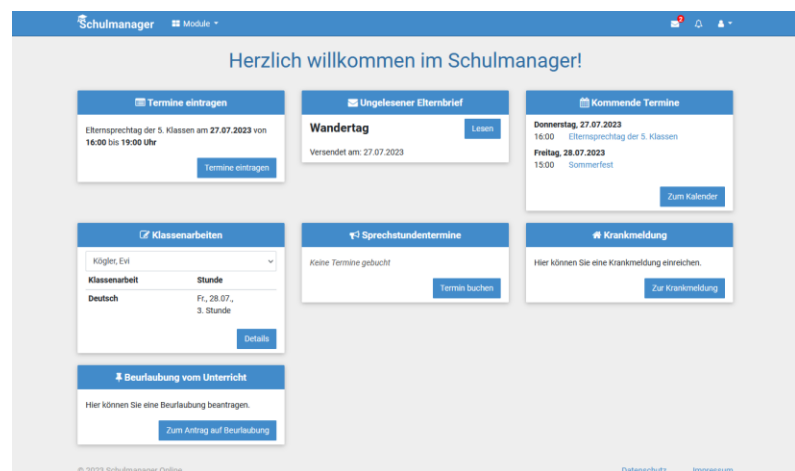 Schulmanager
Module
2
Herzlich willkommen im Schulmanager!
Termine eintragen
Elternsprechtag der 5. Klassen am 27.07.2023 von
16:00 bis 19:00 Uhr
Termine eintragen
Ungelesener Elternbrief
Wandertag
Lesen
Versendet am: 27.07.2023
Kommende Termine
Donnerstag, 27.07.2023
16:00 Elternsprechtag der 5. Klassen
Freitag, 28.07.2023
15:00 Sommerfest
Zum Kalender
Klassenarbeiten
Kögler, Evi
Klassenarbeit Stunde
Deutsch Fr., 28.07.,
3. Stunde
Details
Sprechstundentermine
Keine Termine gebucht
Termin buchen
Krankmeldung
Hier können Sie eine Krankmeldung einreichen.
Zur Krankmeldung
Beurlaubung vom Unterricht
Hier können Sie eine Beurlaubung beantragen.
Zum Antrag auf Beurlaubung
© 2023 Schulmanager Online
Datenschutz Impressum